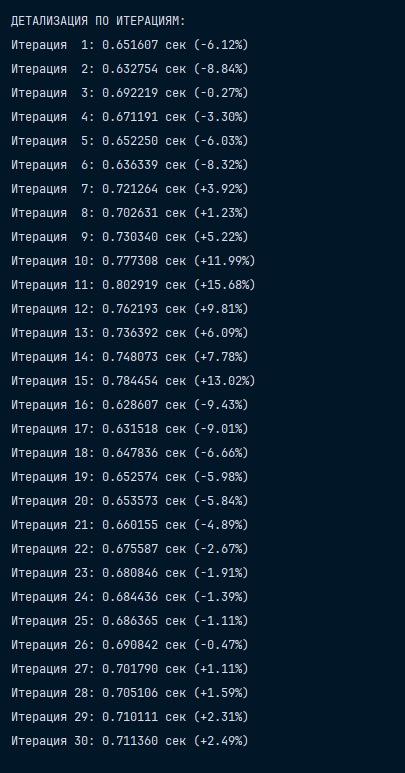 ДЕТАЛИЗАЦИЯ ПО ИТЕРАЦИЯМ:
Итерация  1: 0.651607 сек (-6.12%)
Итерация  2: 0.632754 сек (-8.84%)
Итерация  3: 0.692219 сек (-0.27%)
Итерация  4: 0.671191 сек (-3.30%)
Итерация  5: 0.652250 сек (-6.03%)
Итерация  6: 0.636339 сек (-8.32%)
Итерация  7: 0.721264 сек (+3.92%)
Итерация  8: 0.702631 сек (+1.23%)
Итерация  9: 0.730340 сек (+5.22%)
Итерация 10: 0.777308 сек (+11.99%)
Итерация 11: 0.802919 сек (+15.68%)
Итерация 12: 0.762193 сек (+9.81%)
Итерация 13: 0.736392 сек (+6.09%)
Итерация 14: 0.748073 сек (+7.78%)
Итерация 15: 0.784454 сек (+13.02%)
Итерация 16: 0.628607 сек (-9.43%)
Итерация 17: 0.631518 сек (-9.01%)
Итерация 18: 0.647836 сек (-6.66%)
Итерация 19: 0.652574 сек (-5.98%)
Итерация 20: 0.653573 сек (-5.84%)
Итерация 21: 0.660155 сек (-4.89%)
Итерация 22: 0.675587 сек (-2.67%)
Итерация 23: 0.680846 сек (-1.91%)
Итерация 24: 0.684436 сек (-1.39%)
Итерация 25: 0.686365 сек (-1.11%)
Итерация 26: 0.690842 сек (-0.47%)
Итерация 27: 0.701790 сек (+1.11%)
Итерация 28: 0.705106 сек (+1.59%)
Итерация 29: 0.710111 сек (+2.31%)
Итерация 30: 0.711360 сек (+2.49%)